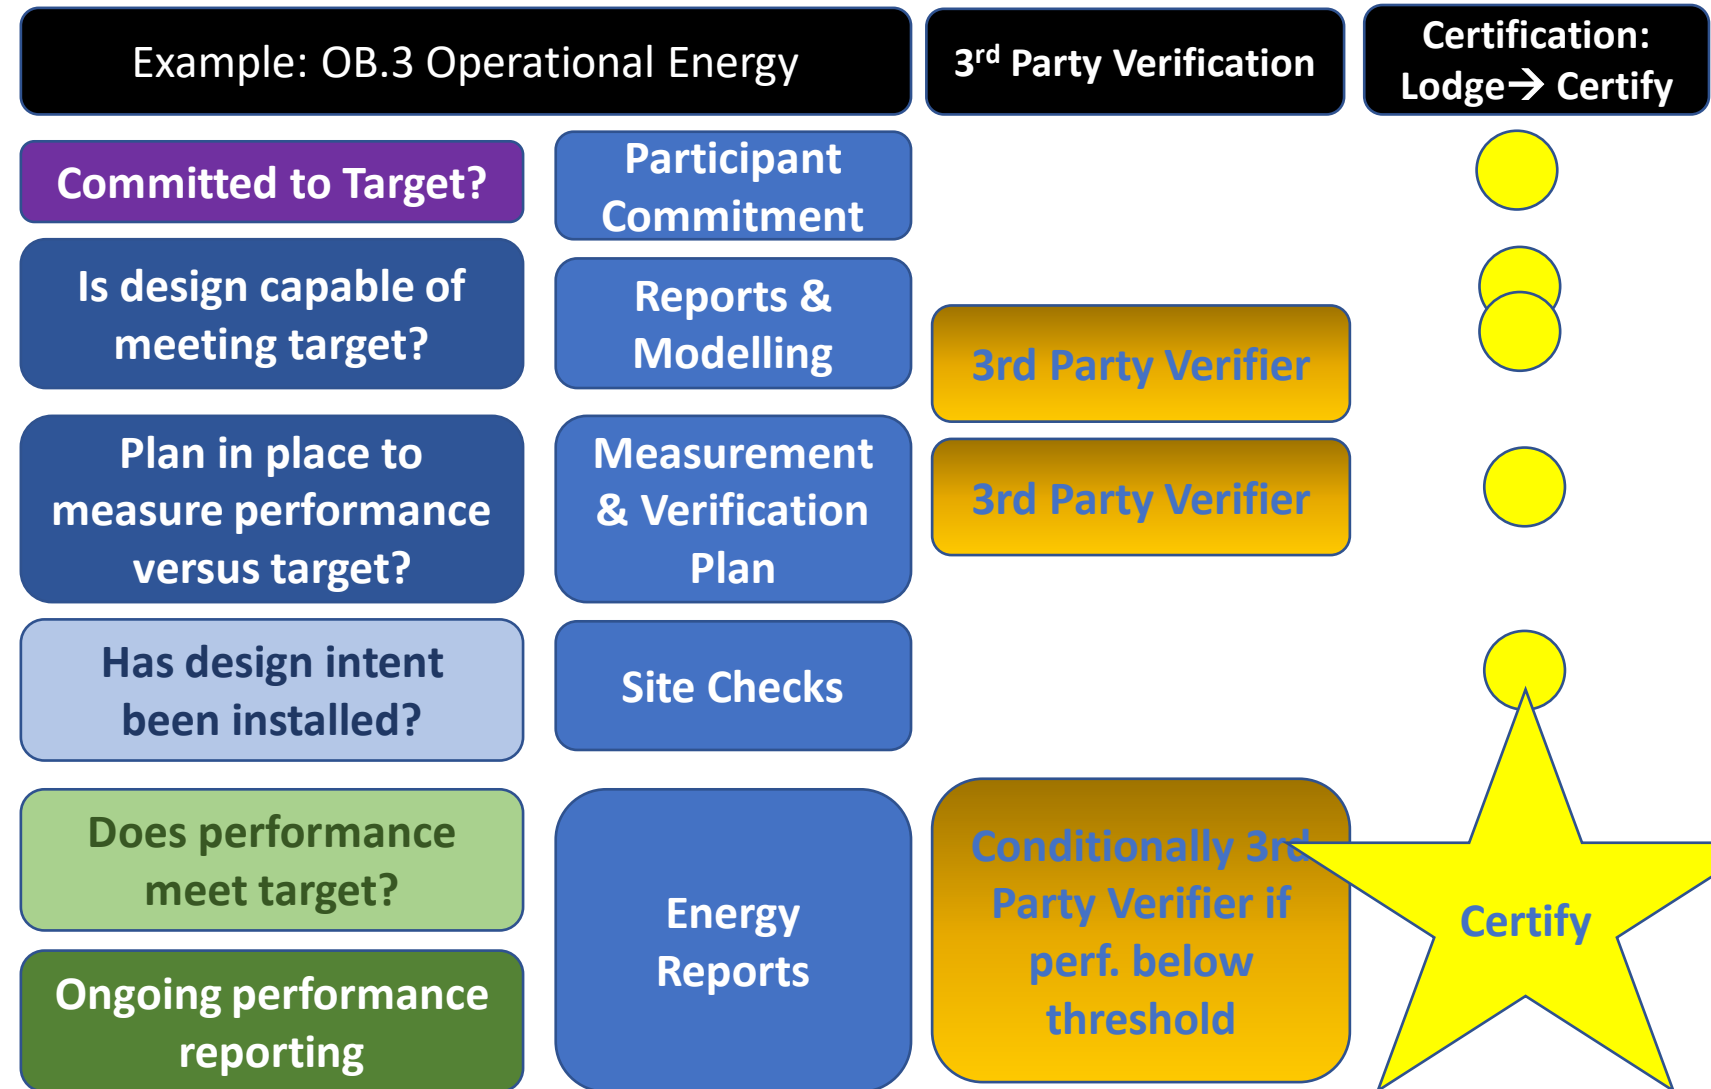 Example: OB.3 Operational Energy
3rd Party Verification
Certification:
Lodge→ Certify
Committed to Target?
Participant
Commitment
Is design capable of
meeting target?
Reports &
Modelling
3rd Party Verifier
Plan in place to
measure performance
versus target?
Measurement
& Verification
Plan
3rd Party Verifier
Has design intent
been installed?
Site Checks
Does performance
meet target?
Ongoing performance
reporting
Energy
Reports
Conditionally 3rd
Party Verifier if
perf. below
threshold
Certify